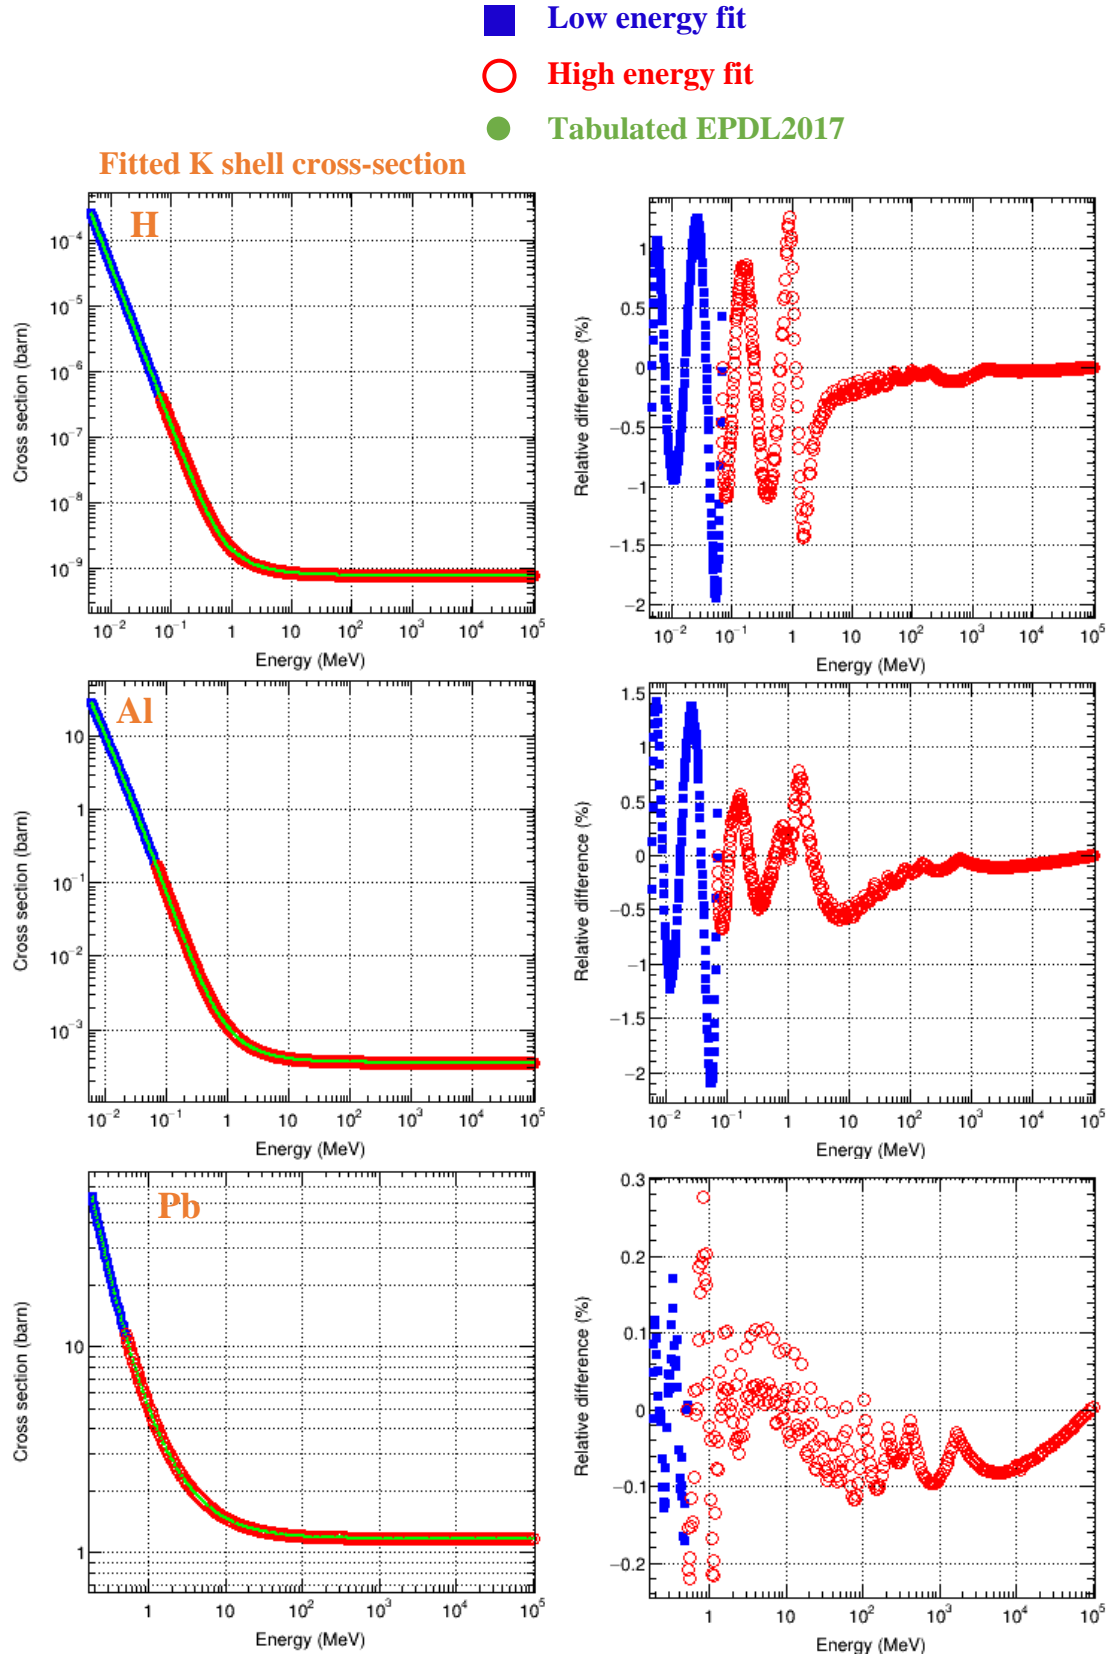 Low energy fit
High energy fit
Tabulated EPDL2017
Fitted K shell cross-section
H
Cross section (barn)
10⁻⁴
10⁻⁵
10⁻⁶
10⁻⁷
10⁻⁸
10⁻⁹
10⁻² 10⁻¹ 1 10 10² 10³ 10⁴ 10⁵
Energy (MeV)
Relative difference (%)
1
0.5
0
−0.5
−1
−1.5
−2
10⁻² 10⁻¹ 1 10 10² 10³ 10⁴ 10⁵
Energy (MeV)
Al
Cross section (barn)
10
1
10⁻¹
10⁻²
10⁻³
10⁻² 10⁻¹ 1 10 10² 10³ 10⁴ 10⁵
Energy (MeV)
Relative difference (%)
1.5
1
0.5
0
−0.5
−1
−1.5
−2
10⁻² 10⁻¹ 1 10 10² 10³ 10⁴ 10⁵
Energy (MeV)
Pb
Cross section (barn)
10
1
1 10 10² 10³ 10⁴ 10⁵
Energy (MeV)
Relative difference (%)
0.3
0.2
0.1
0
−0.1
−0.2
1 10 10² 10³ 10⁴ 10⁵
Energy (MeV)